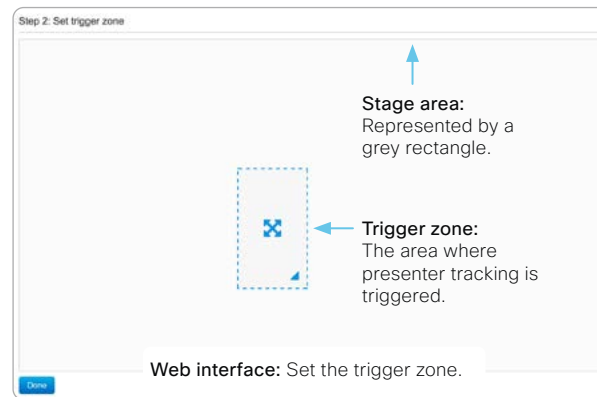 Step 2: Set trigger zone
Stage area:
Represented by a
grey rectangle.
Trigger zone:
The area where
presenter tracking is
triggered.
Web interface: Set the trigger zone.
Done